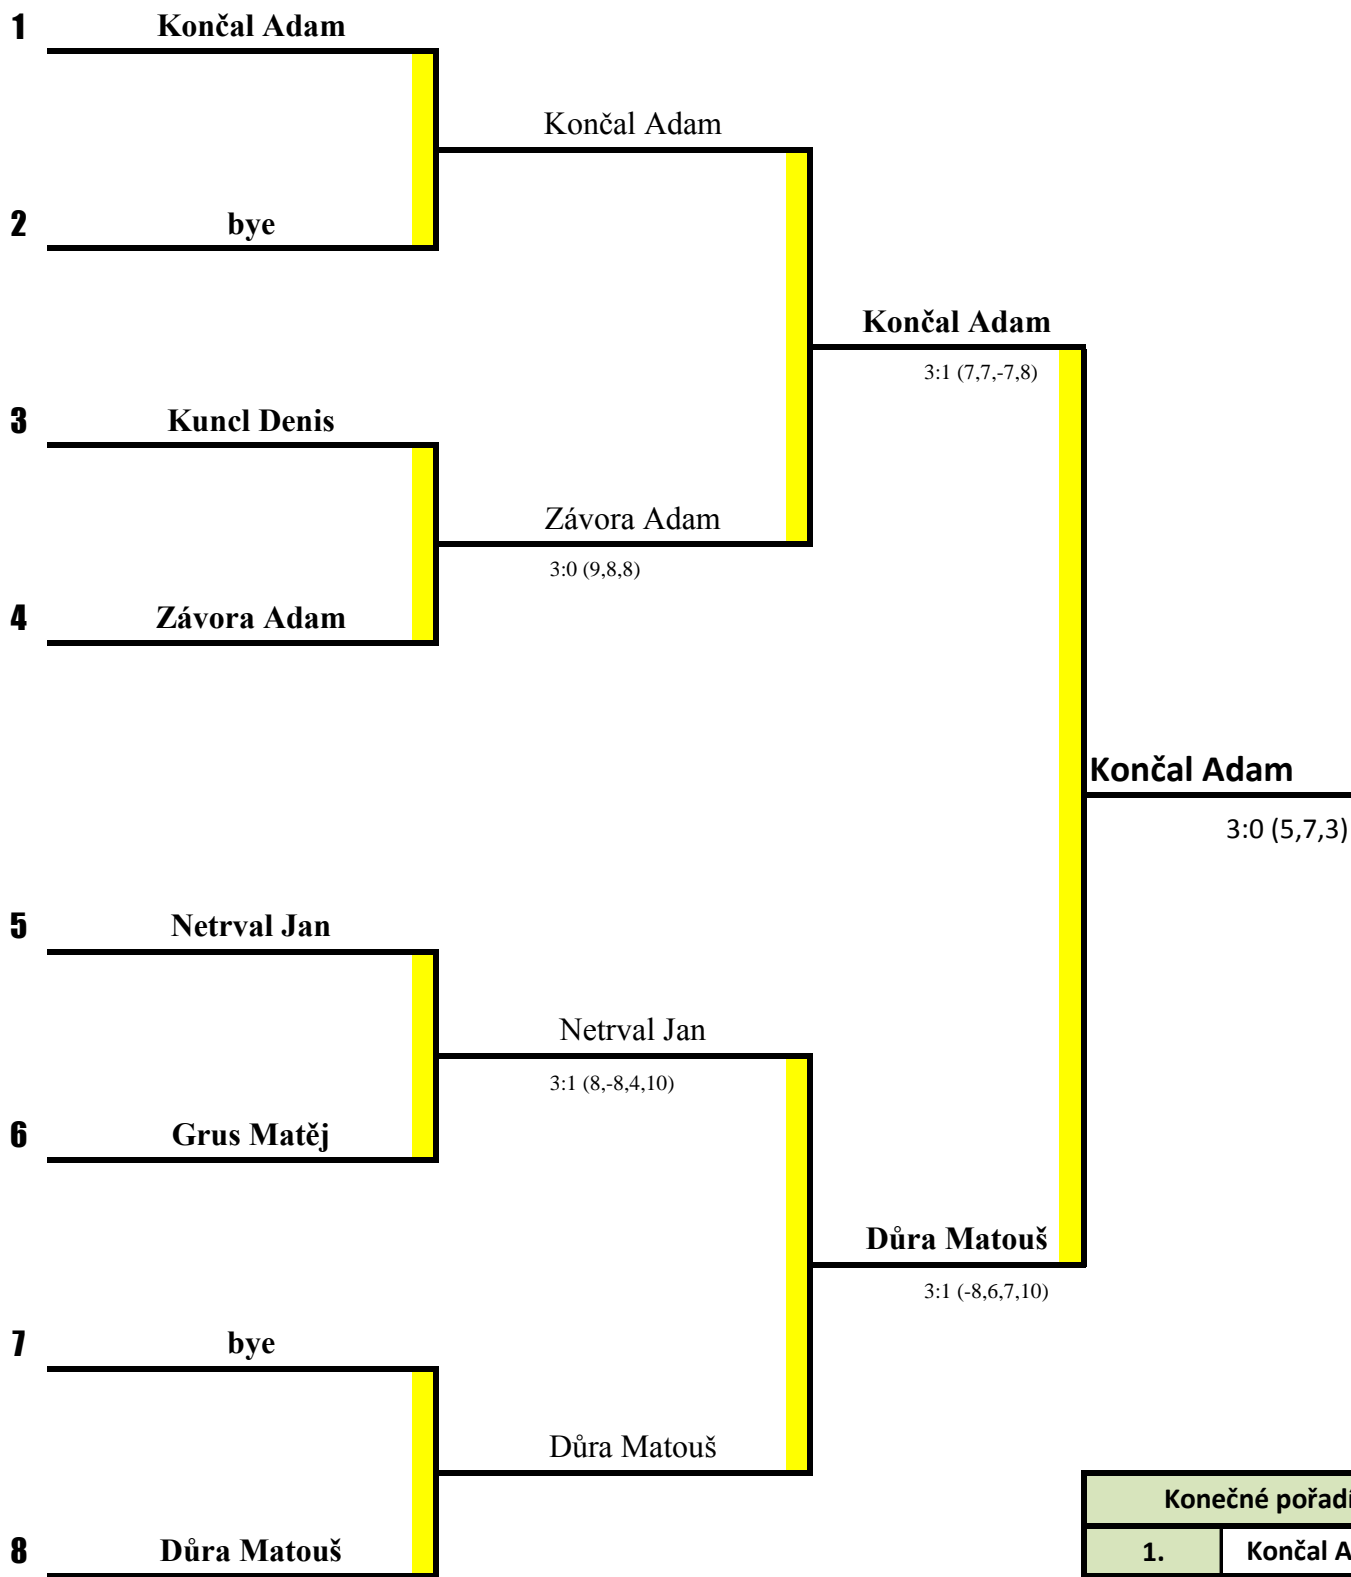 1 Končal Adam
Končal Adam
2 bye
Končal Adam
3:1 (7,7,-7,8)
3 Kuncl Denis
Závora Adam
3:0 (9,8,8)
4 Závora Adam
Končal Adam
3:0 (5,7,3)
5 Netrval Jan
Netrval Jan
3:1 (8,-8,4,10)
6 Grus Matěj
Důra Matouš
3:1 (-8,6,7,10)
7 bye
Důra Matouš
8 Důra Matouš
Konečné pořadí
1. Končal A